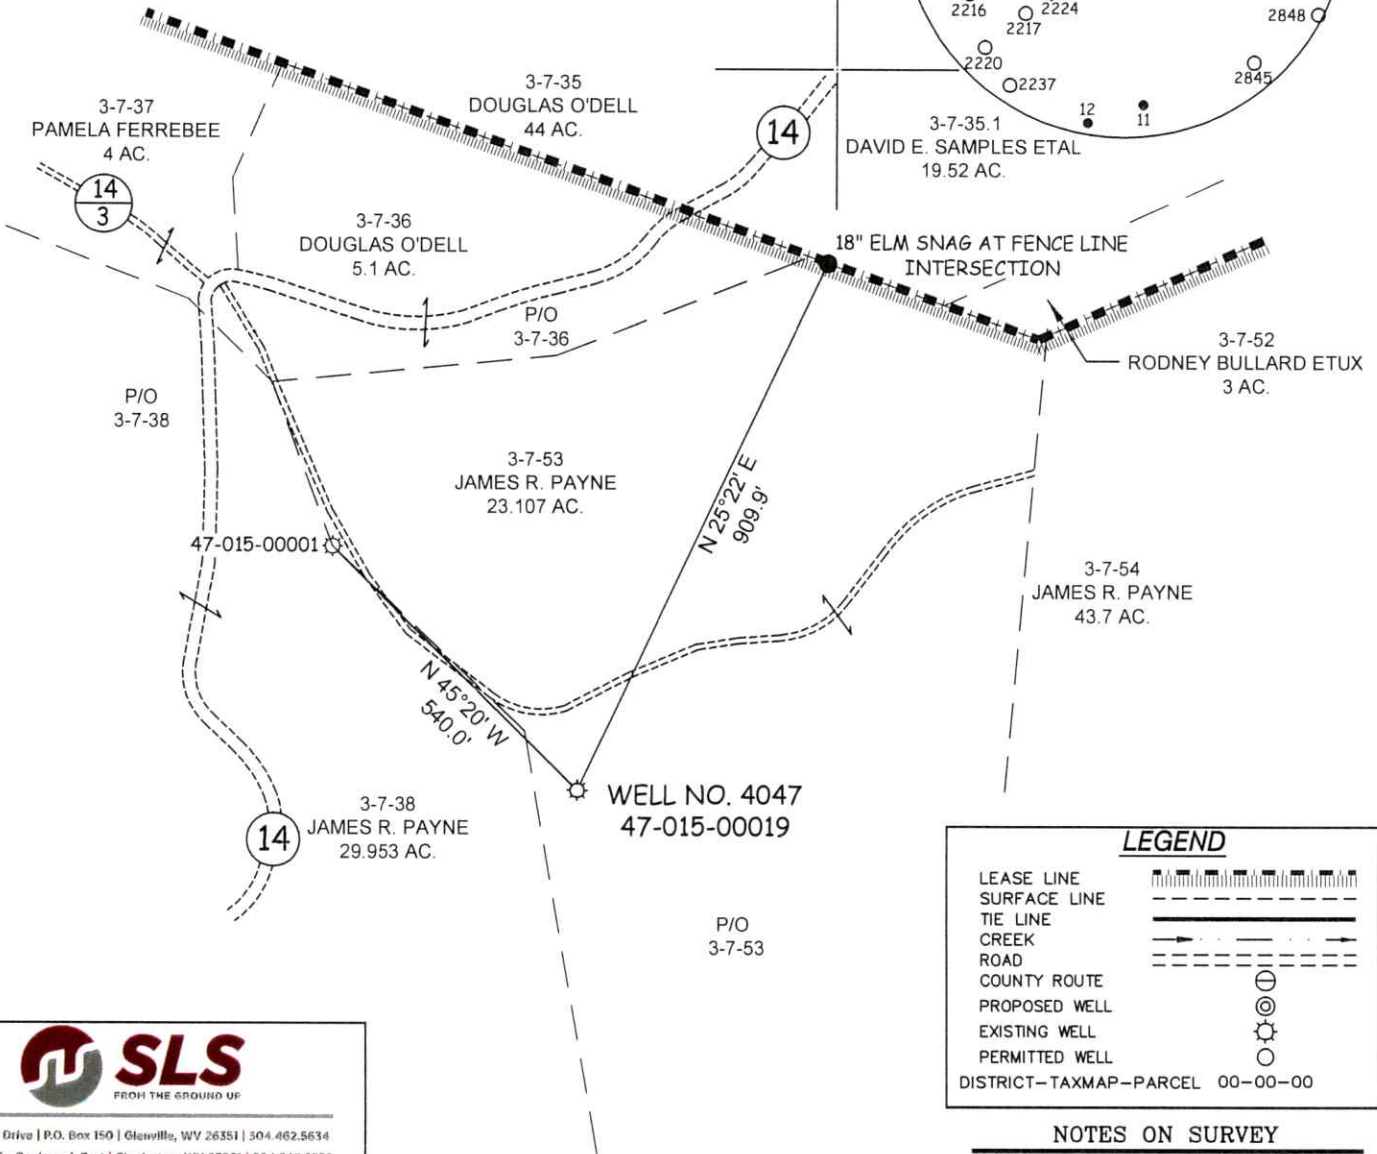 2216
2217
2224
2220
2237
2848
2845
12
11
3-7-35
DOUGLAS O'DELL
44 AC.
14
3-7-35.1
DAVID E. SAMPLES ETAL
19.52 AC.
3-7-37
PAMELA FERREBEE
4 AC.
14
3
3-7-36
DOUGLAS O'DELL
5.1 AC.
18" ELM SNAG AT FENCE LINE
INTERSECTION
P/O
3-7-36
3-7-52
RODNEY BULLARD ETUX
3 AC.
P/O
3-7-38
3-7-53
JAMES R. PAYNE
23.107 AC.
N 25°22' E
909.9'
47-015-00001
3-7-54
JAMES R. PAYNE
43.7 AC.
N 45°20' W
540.0'
WELL NO. 4047
47-015-00019
3-7-38
JAMES R. PAYNE
29.953 AC.
14
P/O
3-7-53
LEGEND
LEASE LINE
SURFACE LINE
TIE LINE
CREEK
ROAD
COUNTY ROUTE
PROPOSED WELL
EXISTING WELL
PERMITTED WELL
DISTRICT-TAXMAP-PARCEL 00-00-00
SLS
FROM THE GROUND UP
Drive | P.O. Box 150 | Glenville, WV 26351 | 304.462.5634
NOTES ON SURVEY